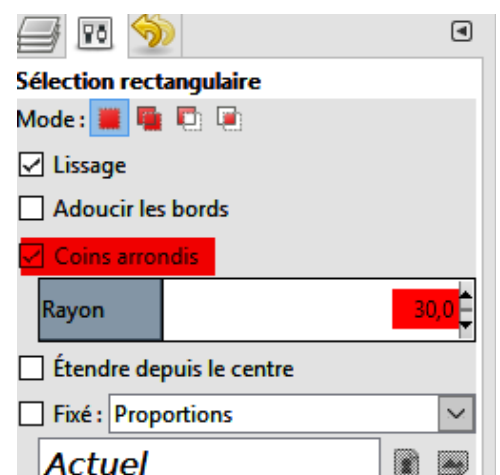 Sélection rectangulaire
Mode :
Lissage
Adoucir les bords
Coins arrondis
Rayon 30,0
Étendre depuis le centre
Fixé : Proportions
Actuel